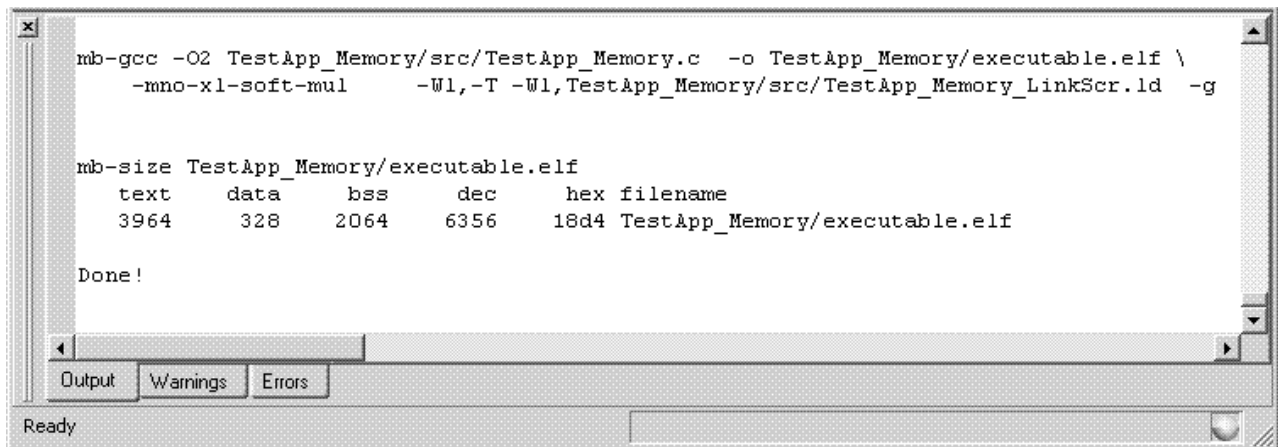 mb-gcc -O2 TestApp_Memory/src/TestApp_Memory.c -o TestApp_Memory/executable.elf \
-mno-xl-soft-mul -Wl,-T -Wl,TestApp_Memory/src/TestApp_Memory_LinkScr.ld -g
mb-size TestApp_Memory/executable.elf
text data bss dec hex filename
3964 328 2064 6356 18d4 TestApp_Memory/executable.elf
Done!
Output Warnings Errors
Ready